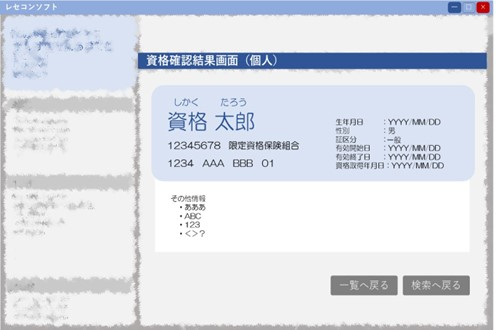 レセコンソフト
資格確認結果画面（個人）
しかく　たろう
資格 太郎
12345678 限定資格保険組合
1234 AAA BBB 01
生年月日　：YYYY/MM/DD
性別　：男
証区分　：一般
有効開始日　：YYYY/MM/DD
有効終了日　：YYYY/MM/DD
資格取得年月日：YYYY/MM/DD
その他情報
・あああ
・ABC
・123
・<>？
一覧へ戻る
検索へ戻る